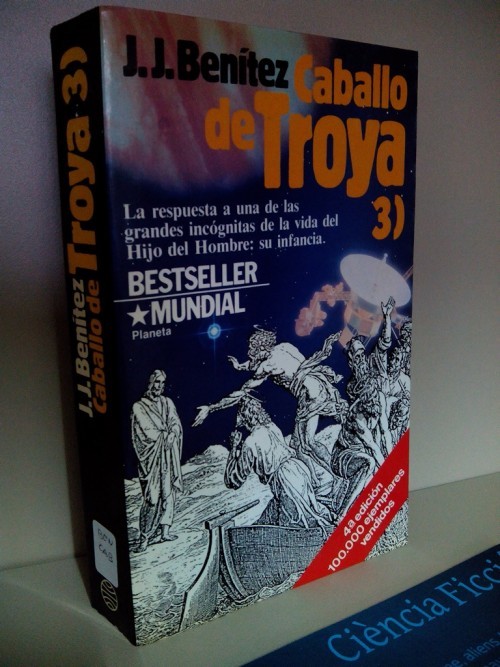 J.J. Benítez
Caballo
de Troya
3)
La respuesta a una de las
grandes incógnitas de la vida del
Hijo del Hombre: su infancia.
BESTSELLER
MUNDIAL
Planeta
4ª edición
100.000 ejemplares
vendidos
J.J. Benítez
Caballo de Troya 3)
Ciència Ficci
, aliens